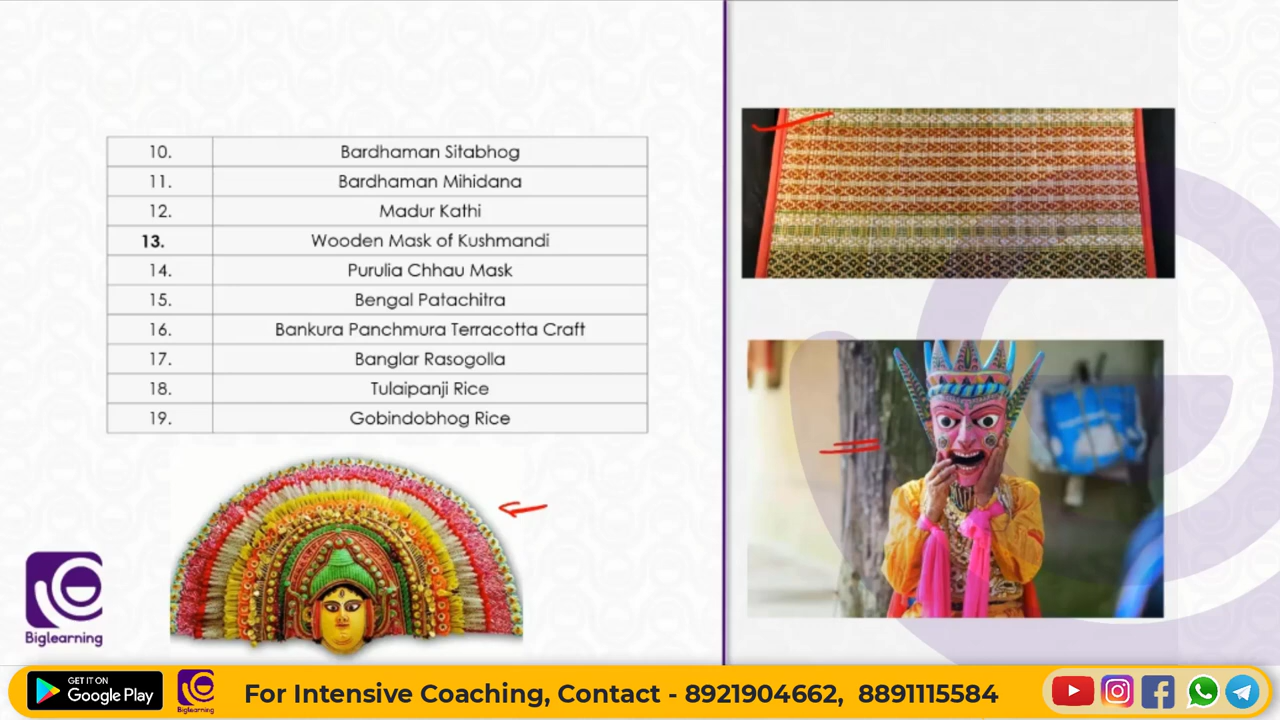 10. Bardhaman Sitabhog
11. Bardhaman Mihidana
12. Madur Kathi
13. Wooden Mask of Kushmandi
14. Purulia Chhau Mask
15. Bengal Patachitra
16. Bankura Panchmura Terracotta Craft
17. Banglar Rasogolla
18. Tulaipanji Rice
19. Gobindobhog Rice
Biglearning
GET IT ON
Google Play
Biglearning
For Intensive Coaching, Contact - 8921904662, 8891115584